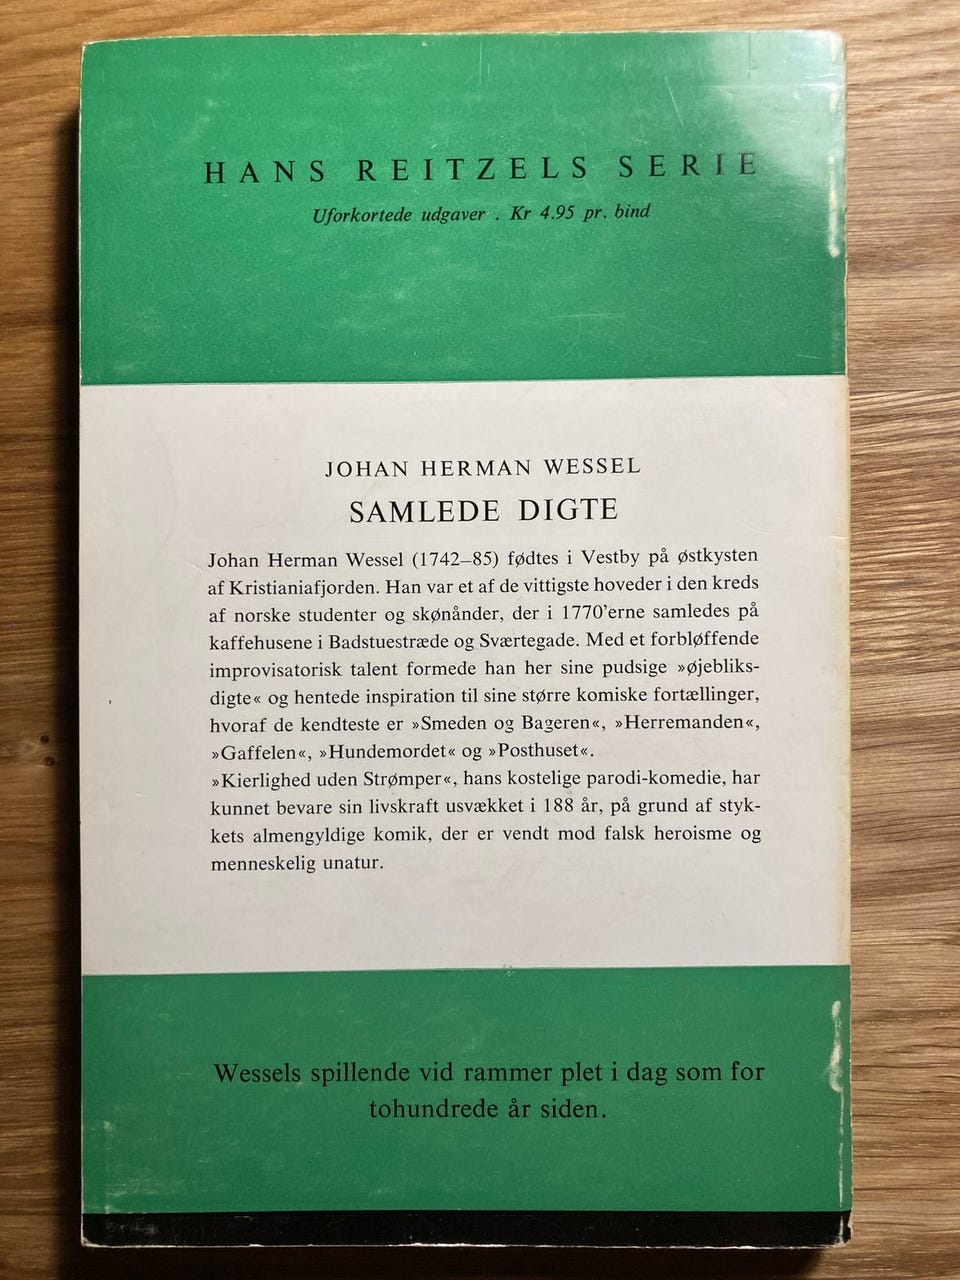 HANS REITZELS SERIE
Uforkortede udgaver . Kr 4.95 pr. bind
JOHAN HERMAN WESSEL
SAMLEDE DIGTE
Johan Herman Wessel (1742–85) fødtes i Vestby på østkysten
af Kristianiafjorden. Han var et af de vittigste hoveder i den kreds
af norske studenter og skønånder, der i 1770'erne samledes på
kaffehusene i Badstuestræde og Sværtegade. Med et forbløffende
improvisatorisk talent formede han her sine pudsige »øjebliks-
digte« og hentede inspiration til sine større komiske fortællinger,
hvoraf de kendteste er »Smeden og Bageren«, »Herremanden«,
»Gaffelen«, »Hundemordet« og »Posthuset«.
»Kierlighed uden Strømper«, hans kostelige parodi-komedie, har
kunnet bevare sin livskraft usvækket i 188 år, på grund af styk-
kets almengyldige komik, der er vendt mod falsk heroisme og
menneskelig unatur.
Wessels spillende vid rammer plet i dag som for
tohundrede år siden.